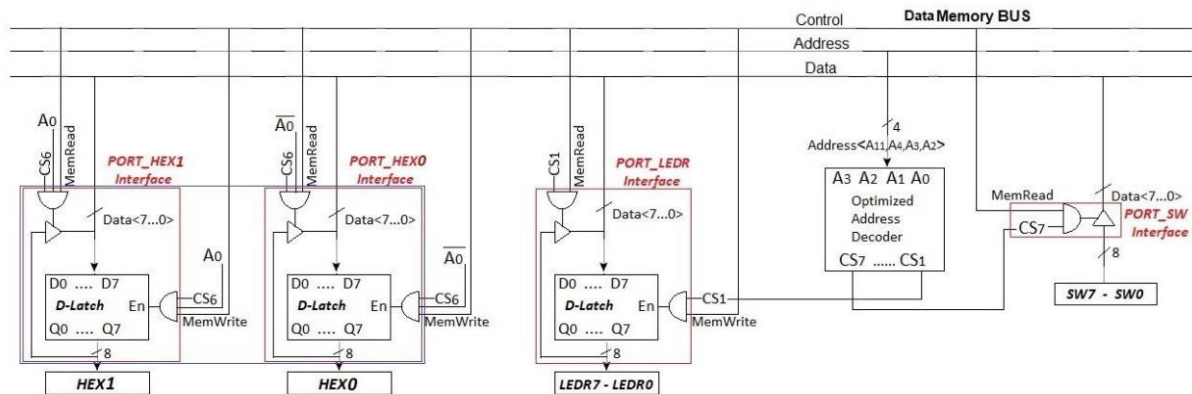 Control
Data Memory BUS
Address
Data
A0
CS6
MemRead
PORT_HEX1
Interface
Data<7...0>
A0
D0 .... D7
D-Latch
En
Q0 .... Q7
CS6
MemWrite
8
HEX1
A0
CS6
MemRead
PORT_HEX0
Interface
Data<7...0>
A0
D0 .... D7
D-Latch
En
Q0 .... Q7
CS6
MemWrite
8
HEX0
CS1
MemRead
PORT_LEDR
Interface
Data<7...0>
D0 .... D7
D-Latch
En
Q0 .... Q7
CS1
MemWrite
8
LEDR7 - LEDR0
4
Address<A11,A4,A3,A2>
A3 A2 A1 A0
Optimized
Address
Decoder
CS7 ...... CS1
MemRead
CS7
Data<7...0>
PORT_SW
Interface
8
SW7 - SW0